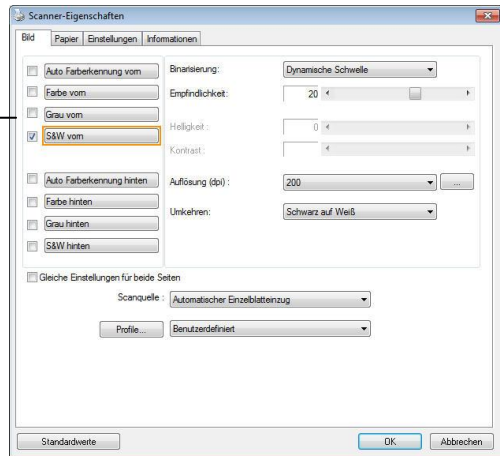 Scanner-Eigenschaften
Bild Papier Einstellungen Informationen
Auto Farberkennung vorn
Farbe vorn
Grau vorn
S&W vorn
Auto Farberkennung hinten
Farbe hinten
Grau hinten
S&W hinten
Binarisierung: Dynamische Schwelle
Empfindlichkeit: 20
Helligkeit: 0
Kontrast:
Auflösung (dpi) : 200 ...
Umkehren: Schwarz auf Weiß
Gleiche Einstellungen für beide Seiten
Scanquelle : Automatischer Einzelblatteinzug
Profile... Benutzerdefiniert
Standardwerte OK Abbrechen